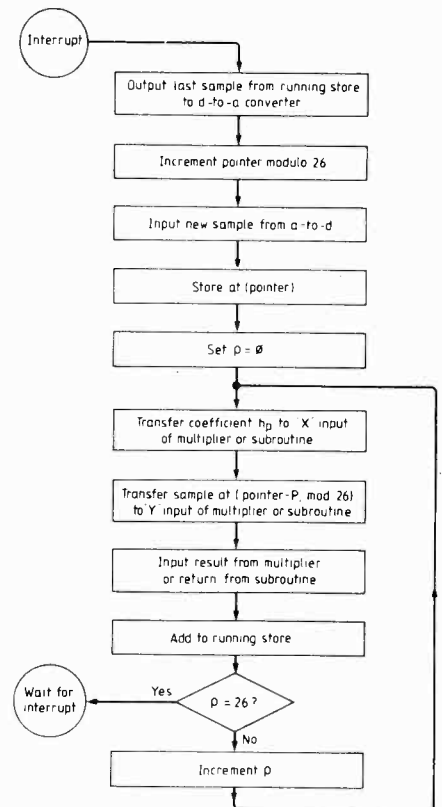 Interrupt
Output last sample from running store
to d-to-a converter
Increment pointer modulo 26
Input new sample from a-to-d
Store at (pointer)
Set ρ = Ø
Transfer coefficient hp to 'X' input
of multiplier or subroutine
Transfer sample at (pointer-P, mod 26)
to 'Y' input of multiplier or subroutine
Input result from multiplier
or return from subroutine
Add to running store
Wait for
interrupt
Yes
ρ = 26?
No
Increment ρ